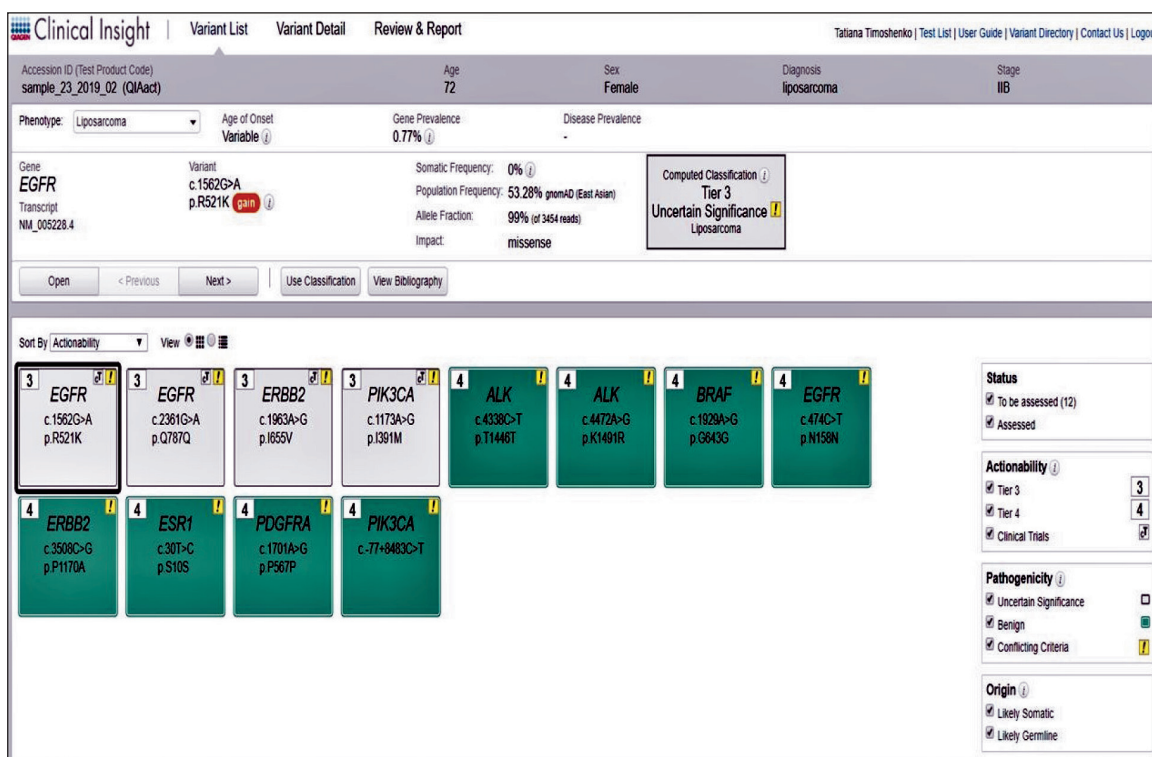 QIAGEN Clinical Insight Variant List Variant Detail Review & Report
Tatiana Timoshenko | Test List | User Guide | Variant Directory | Contact Us | Logou
Accession ID (Test Product Code) Age Sex Diagnosis Stage
sample_23_2019_02 (QIAact) 72 Female liposarcoma IIB
Phenotype: Liposarcoma Age of Onset Gene Prevalence Disease Prevalence
Variable i 0.77% i -
Gene Variant Somatic Frequency: 0% i
EGFR c.1562G>A Population Frequency: 53.28% gnomAD (East Asian)
Transcript p.R521K gain i Allele Fraction: 99% (of 3454 reads)
NM_005228.4 Impact: missense
Computed Classification i
Tier 3
Uncertain Significance !
Liposarcoma
Open < Previous Next > Use Classification View Bibliography
Sort By Actionability View
3 EGFR c.1562G>A p.R521K !
3 EGFR c.2361G>A p.Q787Q !
3 ERBB2 c.1963A>G p.I655V !
3 PIK3CA c.1173A>G p.I391M !
4 ALK c.4338C>T p.T1446T !
4 ALK c.4472A>G p.K1491R !
4 BRAF c.1929A>G p.G643G !
4 EGFR c.474C>T p.N158N !
4 ERBB2 c.3508C>G p.P1170A !
4 ESR1 c.30T>C p.S10S !
4 PDGFRA c.1701A>G p.P567P !
4 PIK3CA c.-77+8483C>T !
Status
To be assessed (12)
Assessed
Actionability i
Tier 3 3
Tier 4 4
Clinical Trials
Pathogenicity i
Uncertain Significance
Benign
Conflicting Criteria !
Origin i
Likely Somatic
Likely Germline